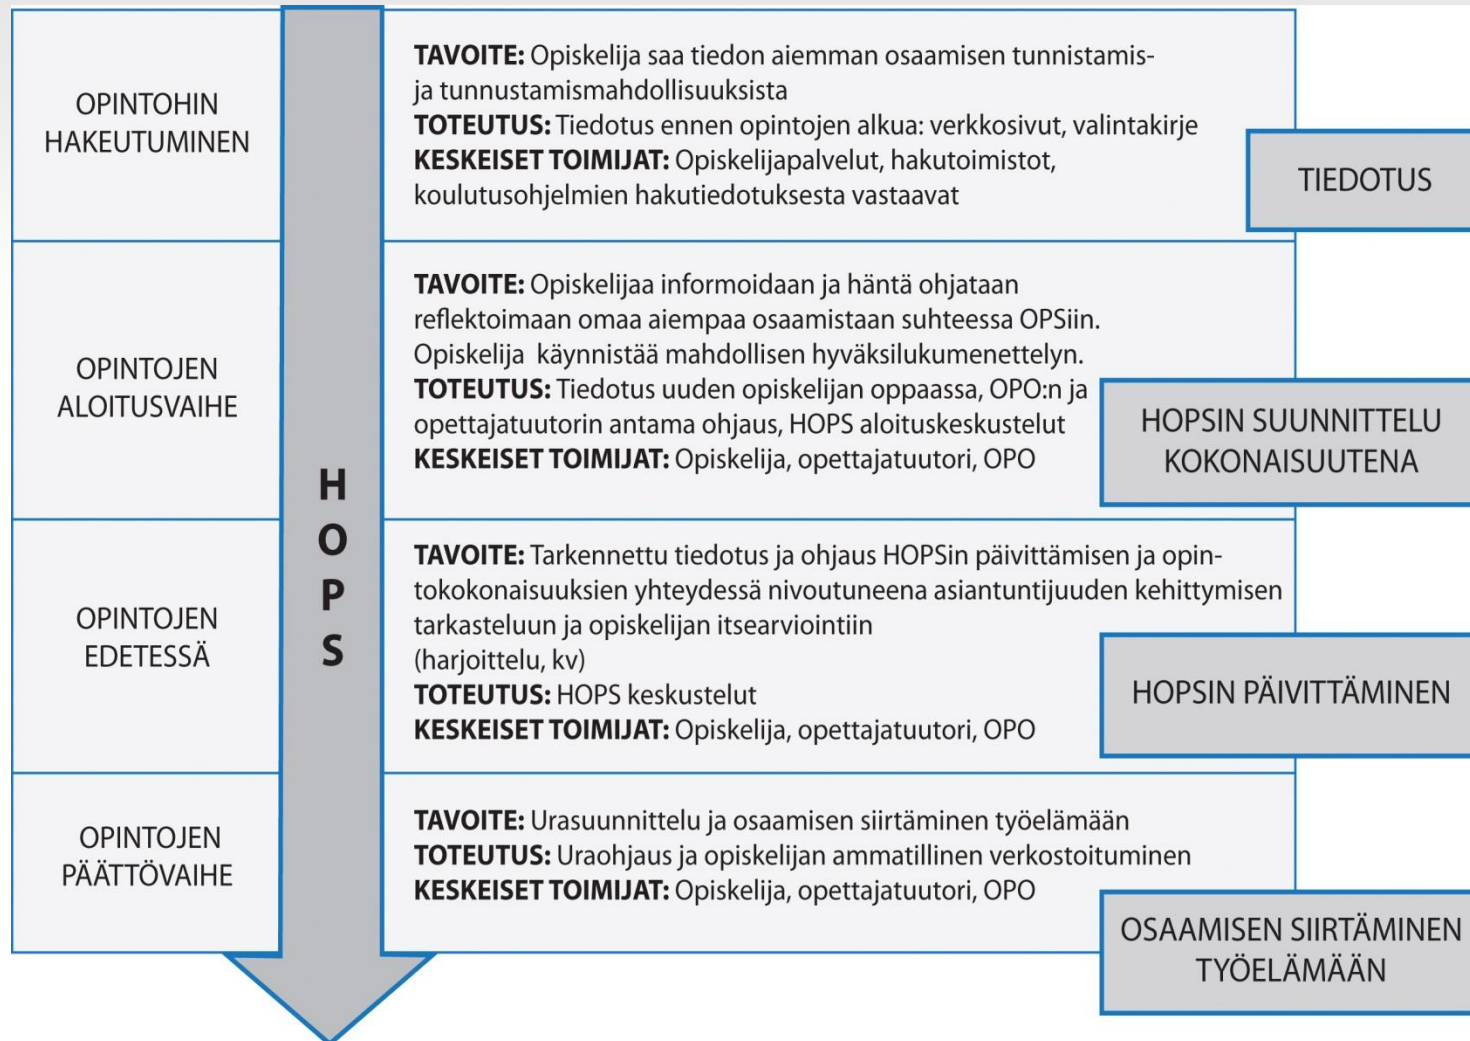 OPINTOHIN
HAKEUTUMINEN
TAVOITE: Opiskelija saa tiedon aiemman osaamisen tunnistamis-
ja tunnustamismahdollisuuksista
TOTEUTUS: Tiedotus ennen opintojen alkua: verkkosivut, valintakirje
KESKEISET TOIMIJAT: Opiskelijapalvelut, hakutoimistot,
koulutusohjelmien hakutiedotuksesta vastaavat
TIEDOTUS
OPINTOJEN
ALOITUSVAIHE
TAVOITE: Opiskelijaa informoidaan ja häntä ohjataan
reflektoimaan omaa aiempaa osaamistaan suhteessa OPSiin.
Opiskelija käynnistää mahdollisen hyväksilukumenettelyn.
TOTEUTUS: Tiedotus uuden opiskelijan oppaassa, OPO:n ja
opettajatuutorin antama ohjaus, HOPS aloituskeskustelut
KESKEISET TOIMIJAT: Opiskelija, opettajatuutori, OPO
HOPSIN SUUNNITTELU
KOKONAISUUTENA
H
O
P
S
OPINTOJEN
EDETESSÄ
TAVOITE: Tarkennettu tiedotus ja ohjaus HOPSin päivittämisen ja opin-
tokokonaisuuksien yhteydessä nivoutuneena asiantuntijuuden kehittymisen
tarkasteluun ja opiskelijan itsearviointiin
(harjoittelu, kv)
TOTEUTUS: HOPS keskustelut
KESKEISET TOIMIJAT: Opiskelija, opettajatuutori, OPO
HOPSIN PÄIVITTÄMINEN
OPINTOJEN
PÄÄTTÖVAIHE
TAVOITE: Urasuunnittelu ja osaamisen siirtäminen työelämään
TOTEUTUS: Uraohjaus ja opiskelijan ammatillinen verkostoituminen
KESKEISET TOIMIJAT: Opiskelija, opettajatuutori, OPO
OSAAMISEN SIIRTÄMINEN
TYÖELÄMÄÄN